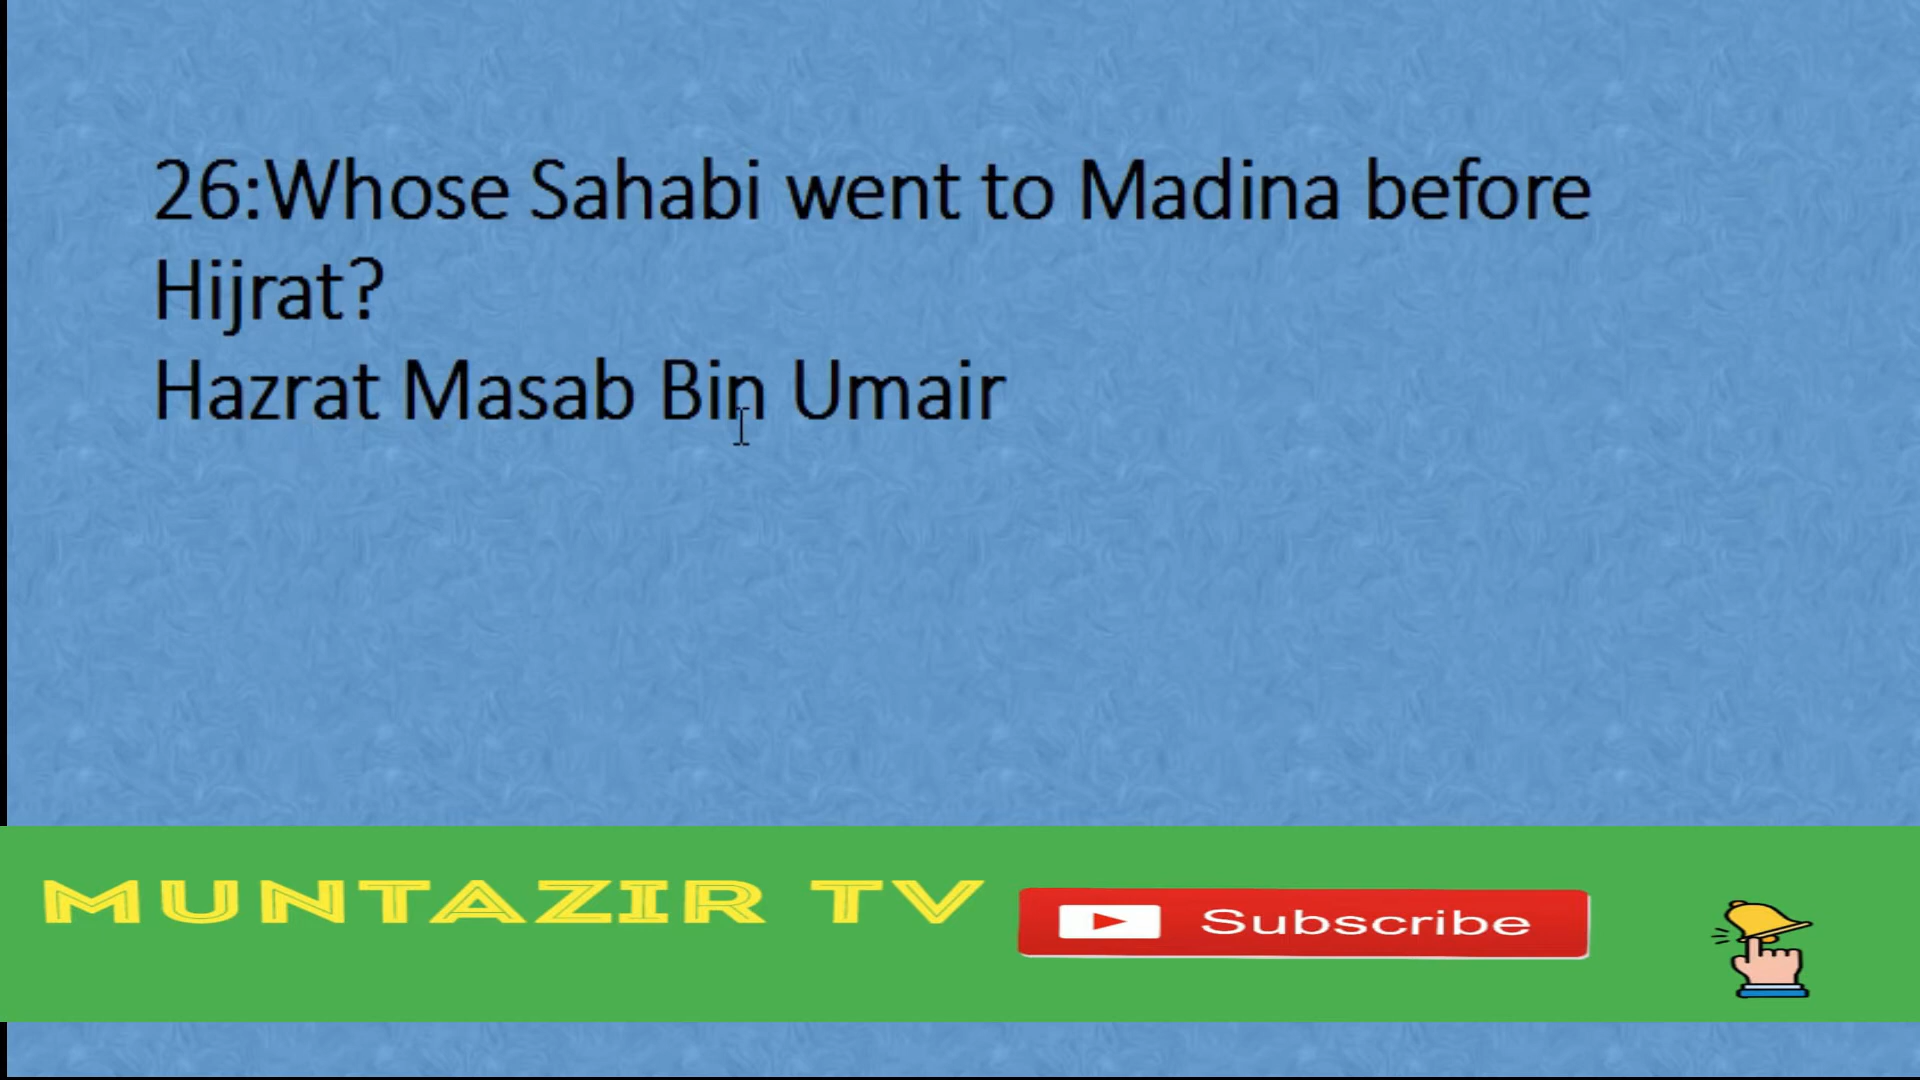 26:Whose Sahabi went to Madina before
Hijrat?
Hazrat Masab Bin Umair
MUNTAZIR TV
Subscribe